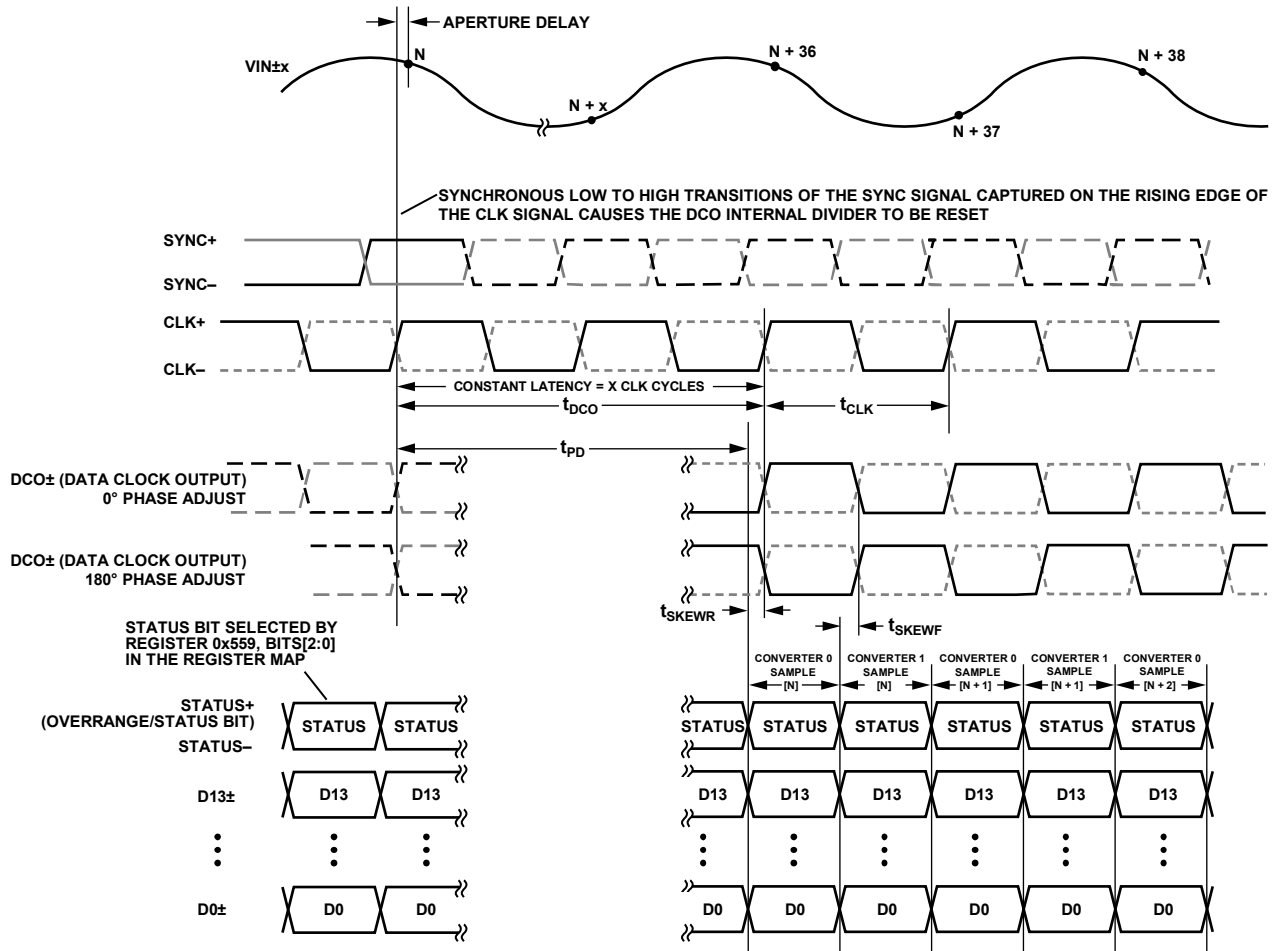 APERTURE DELAY
N
N + 36
N + 38
VIN±x
N + x
N + 37
SYNCHRONOUS LOW TO HIGH TRANSITIONS OF THE SYNC SIGNAL CAPTURED ON THE RISING EDGE OF
THE CLK SIGNAL CAUSES THE DCO INTERNAL DIVIDER TO BE RESET
SYNC+
SYNC–
CLK+
CLK–
CONSTANT LATENCY = X CLK CYCLES
tDCO
tCLK
tPD
DCO± (DATA CLOCK OUTPUT)
0° PHASE ADJUST
DCO± (DATA CLOCK OUTPUT)
180° PHASE ADJUST
tSKEWR
tSKEWF
STATUS BIT SELECTED BY
REGISTER 0x559, BITS[2:0]
IN THE REGISTER MAP
CONVERTER 0
SAMPLE
[N]
CONVERTER 1
SAMPLE
[N]
CONVERTER 0
SAMPLE
[N + 1]
CONVERTER 1
SAMPLE
[N + 1]
CONVERTER 0
SAMPLE
[N + 2]
STATUS+
(OVERRANGE/STATUS BIT)
STATUS–
STATUS STATUS STATUS STATUS STATUS STATUS STATUS STATUS
D13± D13 D13 D13 D13 D13 D13 D13 D13
D0± D0 D0 D0 D0 D0 D0 D0 D0